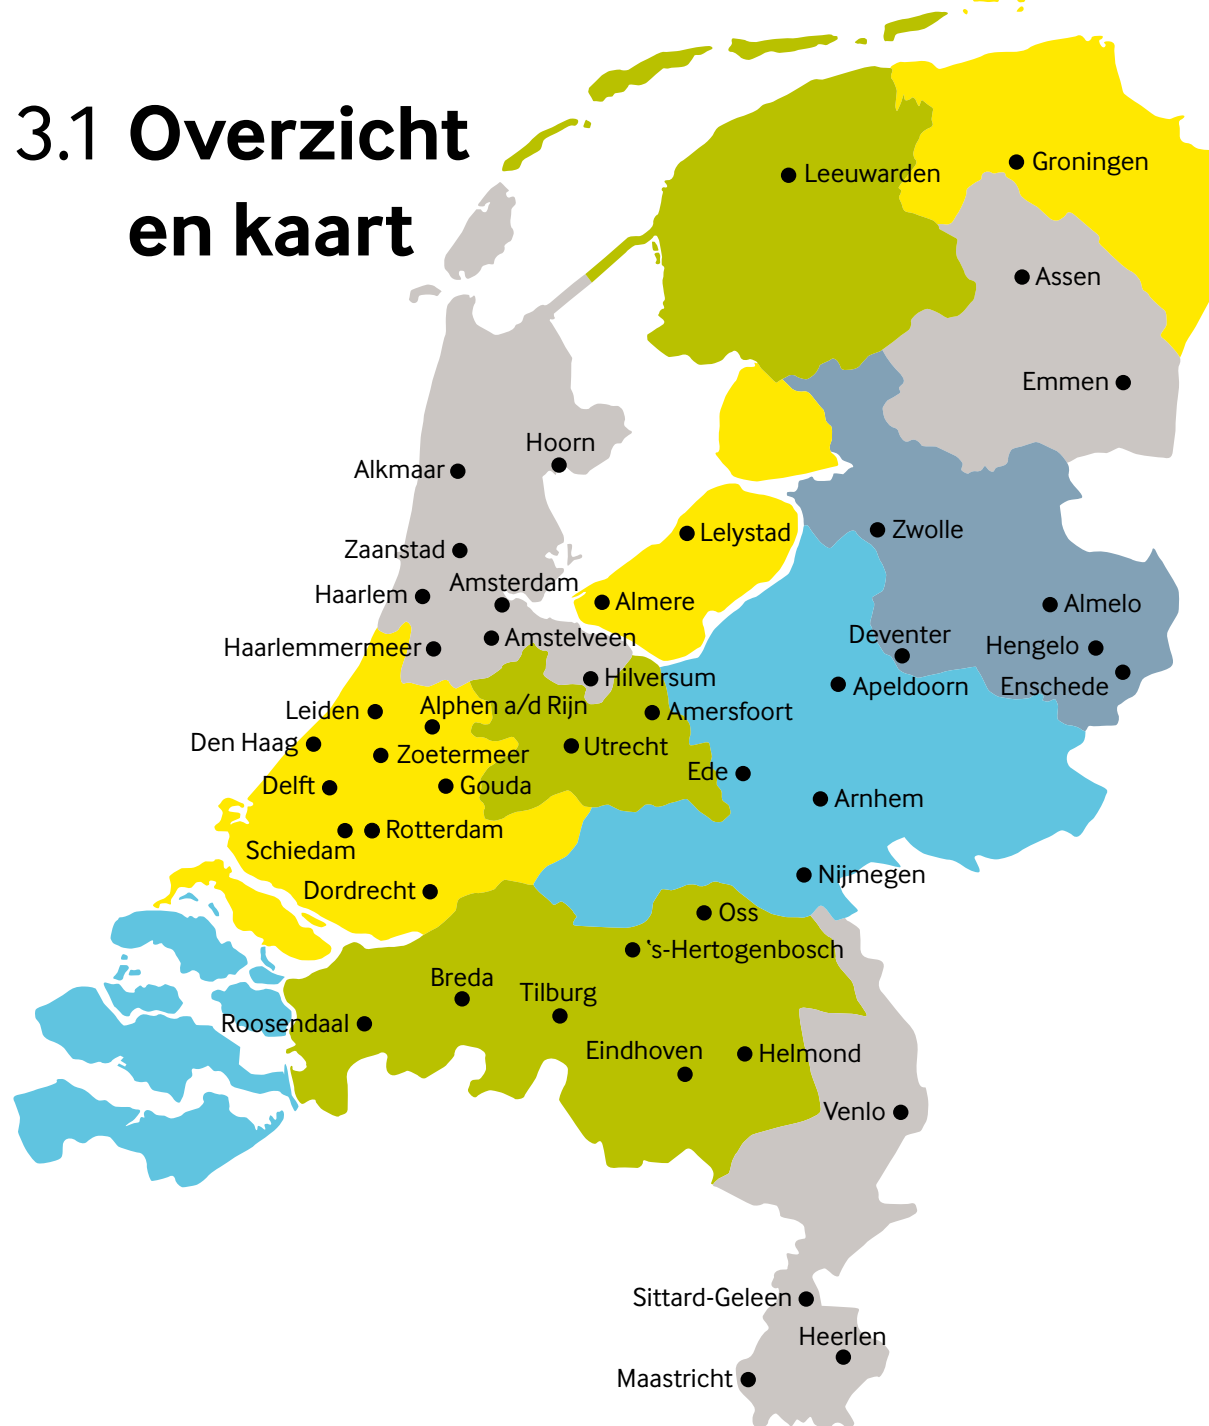 3.1 Overzicht
en kaart
Leeuwarden
Groningen
Assen
Emmen
Hoorn
Alkmaar
Lelystad
Zwolle
Zaanstad
Amsterdam
Haarlem
Almere
Almelo
Haarlemmermeer
Amstelveen
Deventer
Hengelo
Hilversum
Apeldoorn
Enschede
Leiden
Alphen a/d Rijn
Amersfoort
Den Haag
Zoetermeer
Utrecht
Ede
Delft
Gouda
Arnhem
Rotterdam
Schiedam
Nijmegen
Dordrecht
Oss
‘s-Hertogenbosch
Breda
Tilburg
Roosendaal
Eindhoven
Helmond
Venlo
Sittard-Geleen
Heerlen
Maastricht